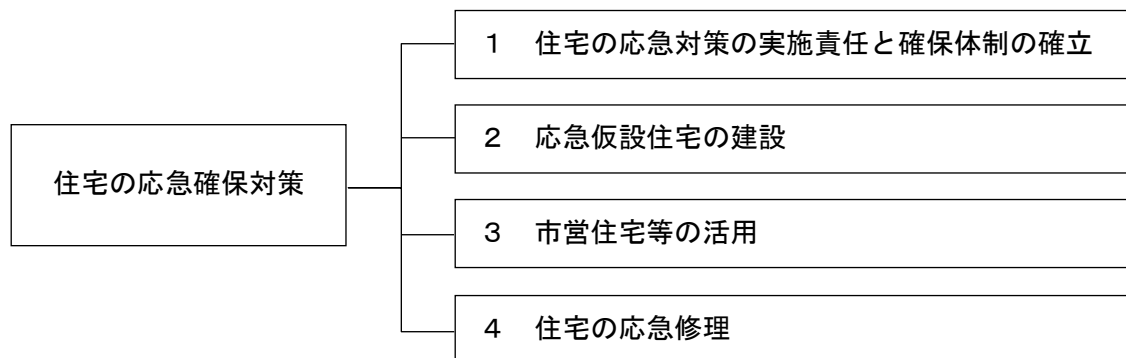 住宅の応急確保対策
１　住宅の応急対策の実施責任と確保体制の確立
２　応急仮設住宅の建設
３　市営住宅等の活用
４　住宅の応急修理